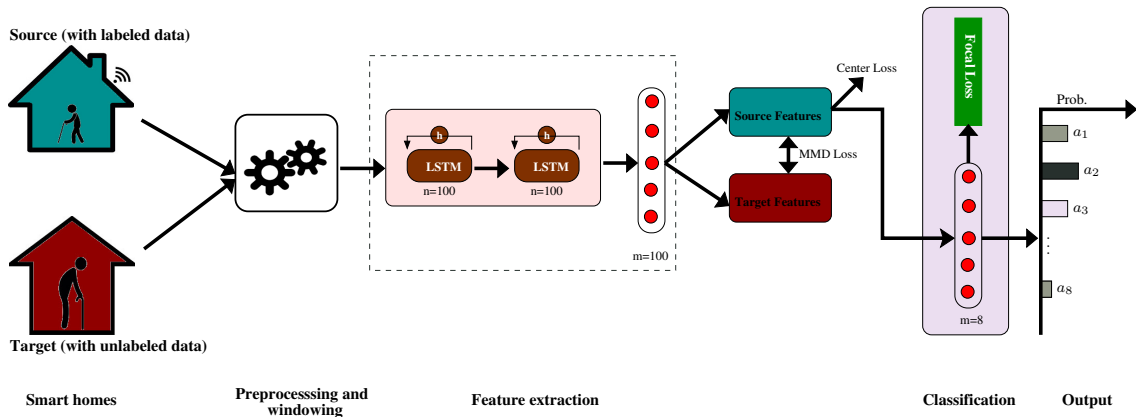 Source (with labeled data)
Target (with unlabeled data)
Smart homes
Preprocesssing and
windowing
h
LSTM
n=100
h
LSTM
n=100
m=100
Feature extraction
Source Features
Center Loss
MMD Loss
Target Features
Focal Loss
m=8
Classification
Prob.
a1
a2
a3
⋮
a8
Output